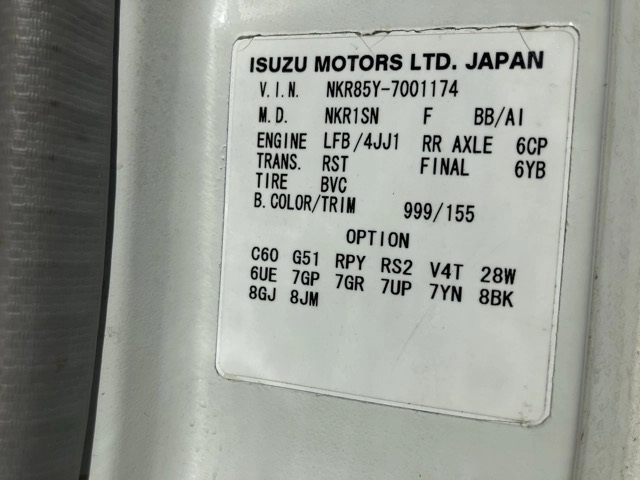 ISUZU MOTORS LTD. JAPAN
V.I.N. NKR85Y-7001174
M.D. NKR1SN F BB/AI
ENGINE LFB/4JJ1 RR AXLE 6CP
TRANS. RST FINAL 6YB
TIRE BVC
B.COLOR/TRIM 999/155
OPTION
C60 G51 RPY RS2 V4T 28W
6UE 7GP 7GR 7UP 7YN 8BK
8GJ 8JM